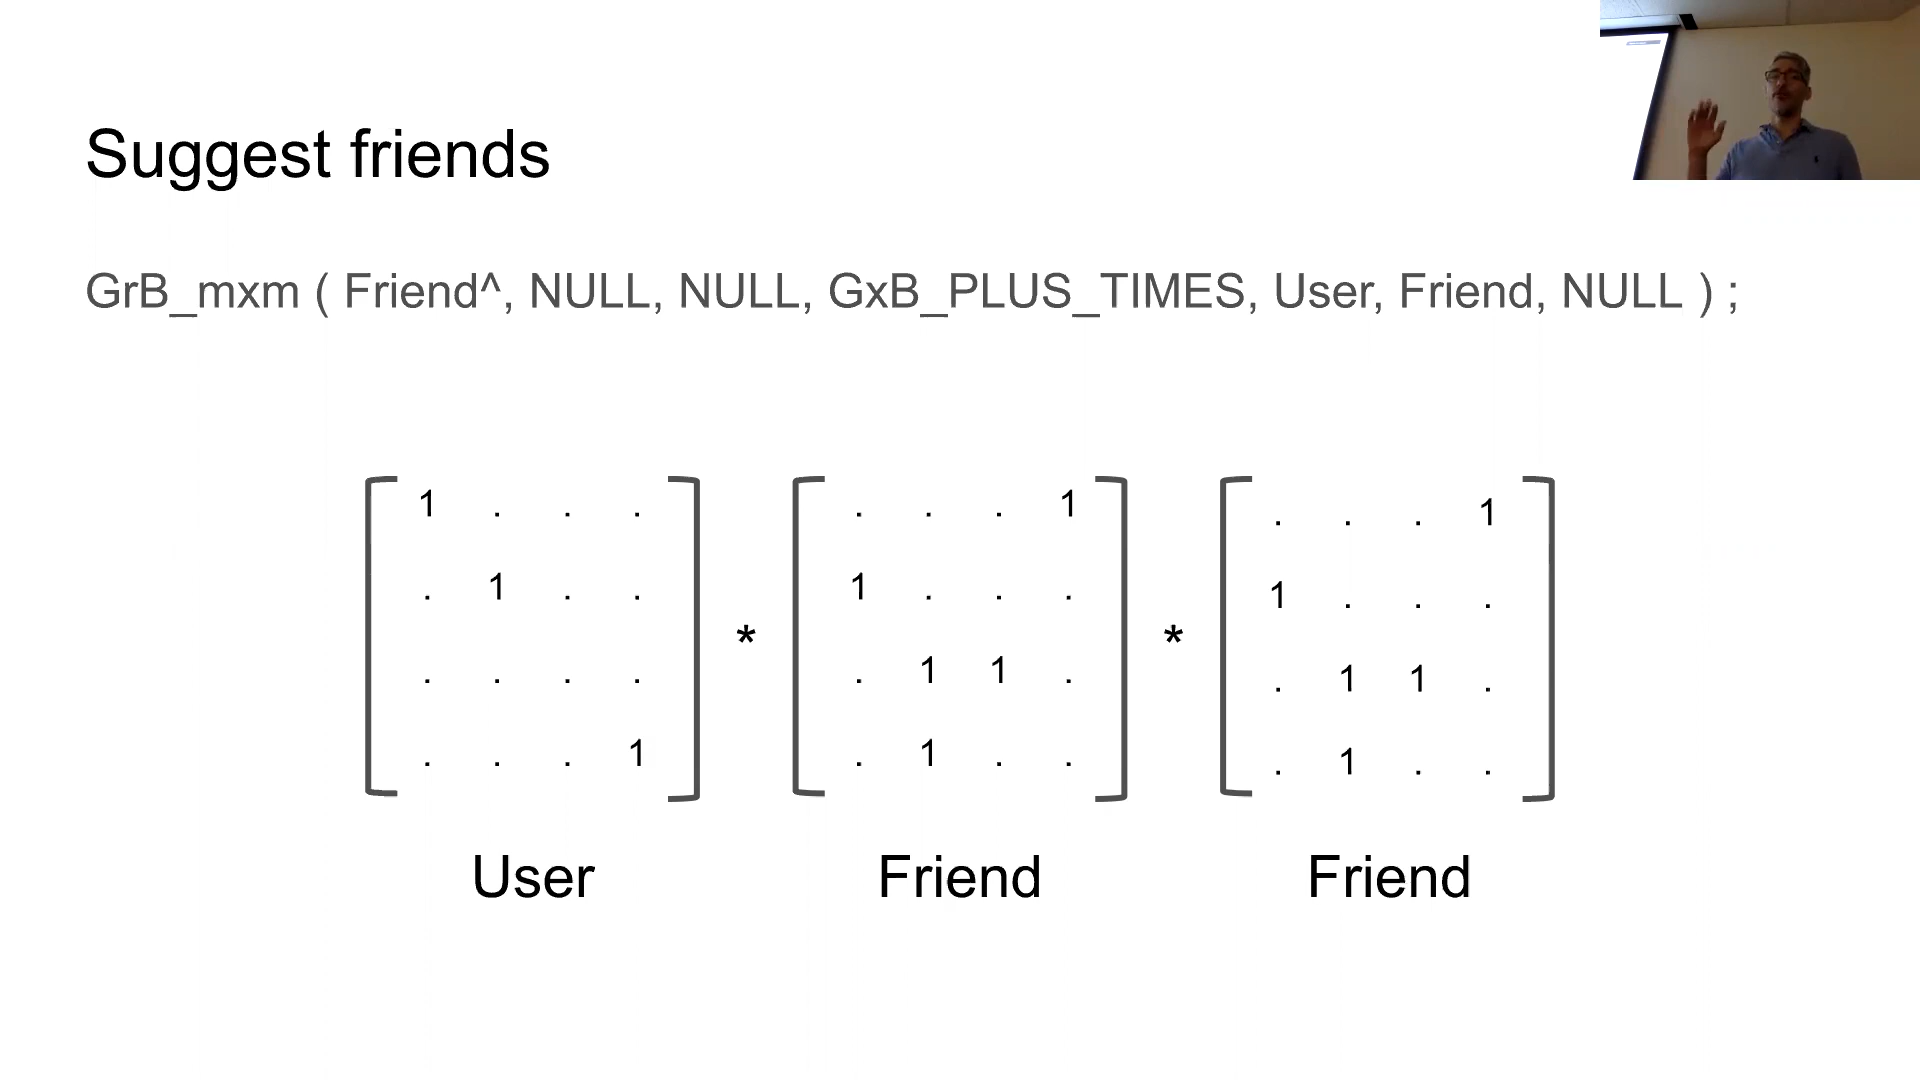 Suggest friends
GrB_mxm ( Friend^, NULL, NULL, GxB_PLUS_TIMES, User, Friend, NULL ) ;
1 . . .
. 1 . .
. . . .
. . . 1
*
. . . 1
1 . . .
. 1 1 .
. 1 . .
*
. . . 1
1 . . .
. 1 1 .
. 1 . .
User
Friend
Friend